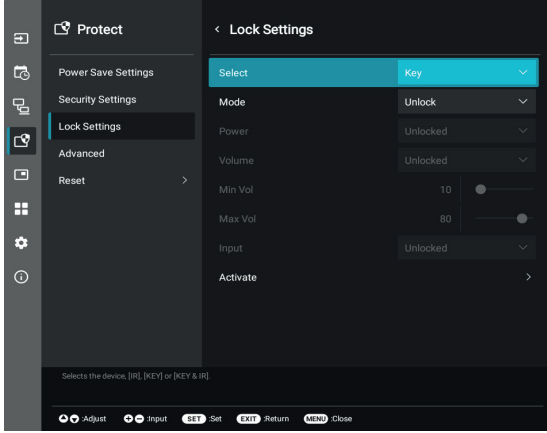 Protect
Power Save Settings
Security Settings
Lock Settings
Advanced
Reset
Lock Settings
Select Key
Mode Unlock
Power Unlocked
Volume Unlocked
Min Vol 10
Max Vol 80
Input Unlocked
Activate
Selects the device, [IR], [KEY] or [KEY & IR].
:Adjust :Input SET :Set EXIT :Return MENU :Close